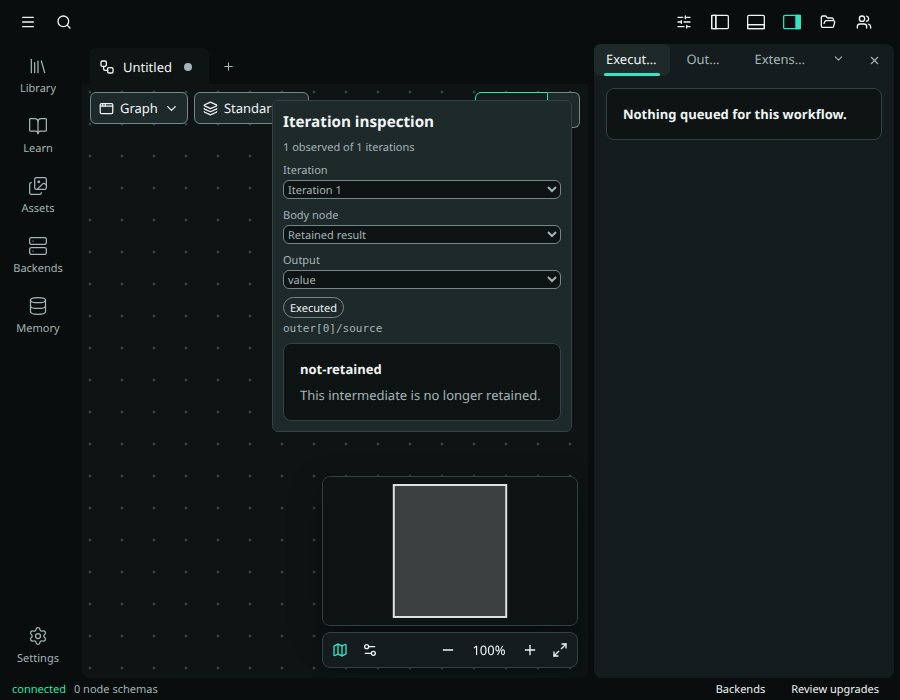 Library
Learn
Assets
Backends
Memory
Settings
Untitled
Graph
Standar
Iteration inspection
1 observed of 1 iterations
Iteration
Iteration 1
Body node
Retained result
Output
value
Executed
outer[0]/source
not-retained
This intermediate is no longer retained.
100%
Execut...
Out...
Extens...
Nothing queued for this workflow.
connected
0 node schemas
Backends
Review upgrades